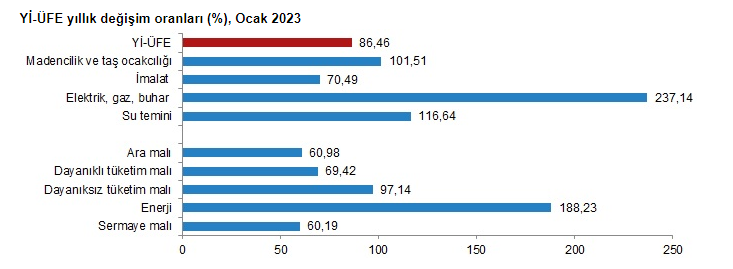 Yİ-ÜFE yıllık değişim oranları (%), Ocak 2023
Yİ-ÜFE 86,46
Madencilik ve taş ocakcılığı 101,51
İmalat 70,49
Elektrik, gaz, buhar 237,14
Su temini 116,64
Ara malı 60,98
Dayanıklı tüketim malı 69,42
Dayanıksız tüketim malı 97,14
Enerji 188,23
Sermaye malı 60,19
0 50 100 150 200 250